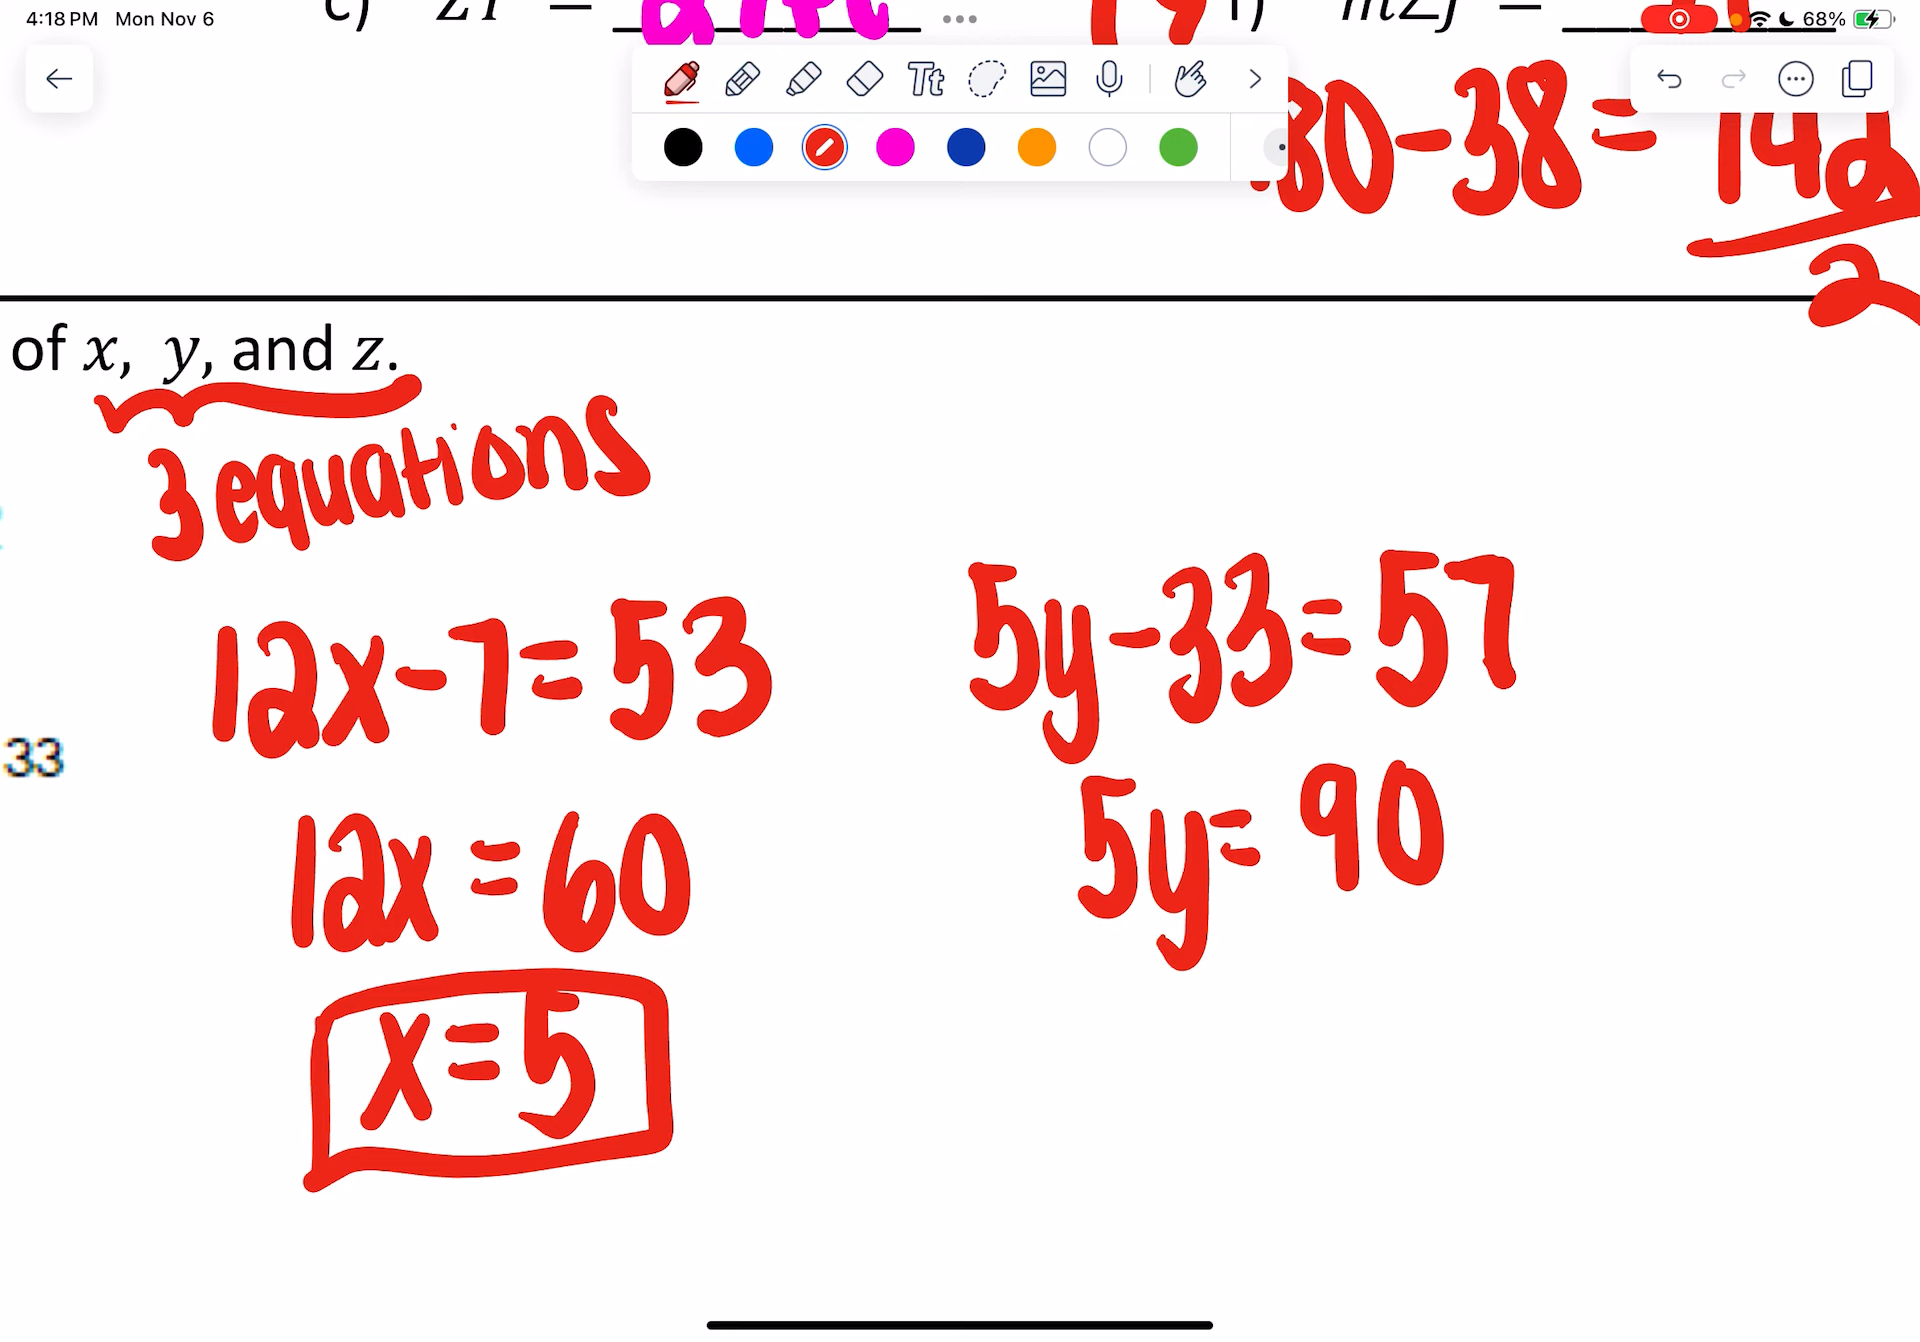 4:18 PM Mon Nov 6
68%
c)
Tt
80-38= 142
2
of x, y, and z.
3 equations
12x-7=53
5y-33=57
33
5y= 90
12x = 60
x=5